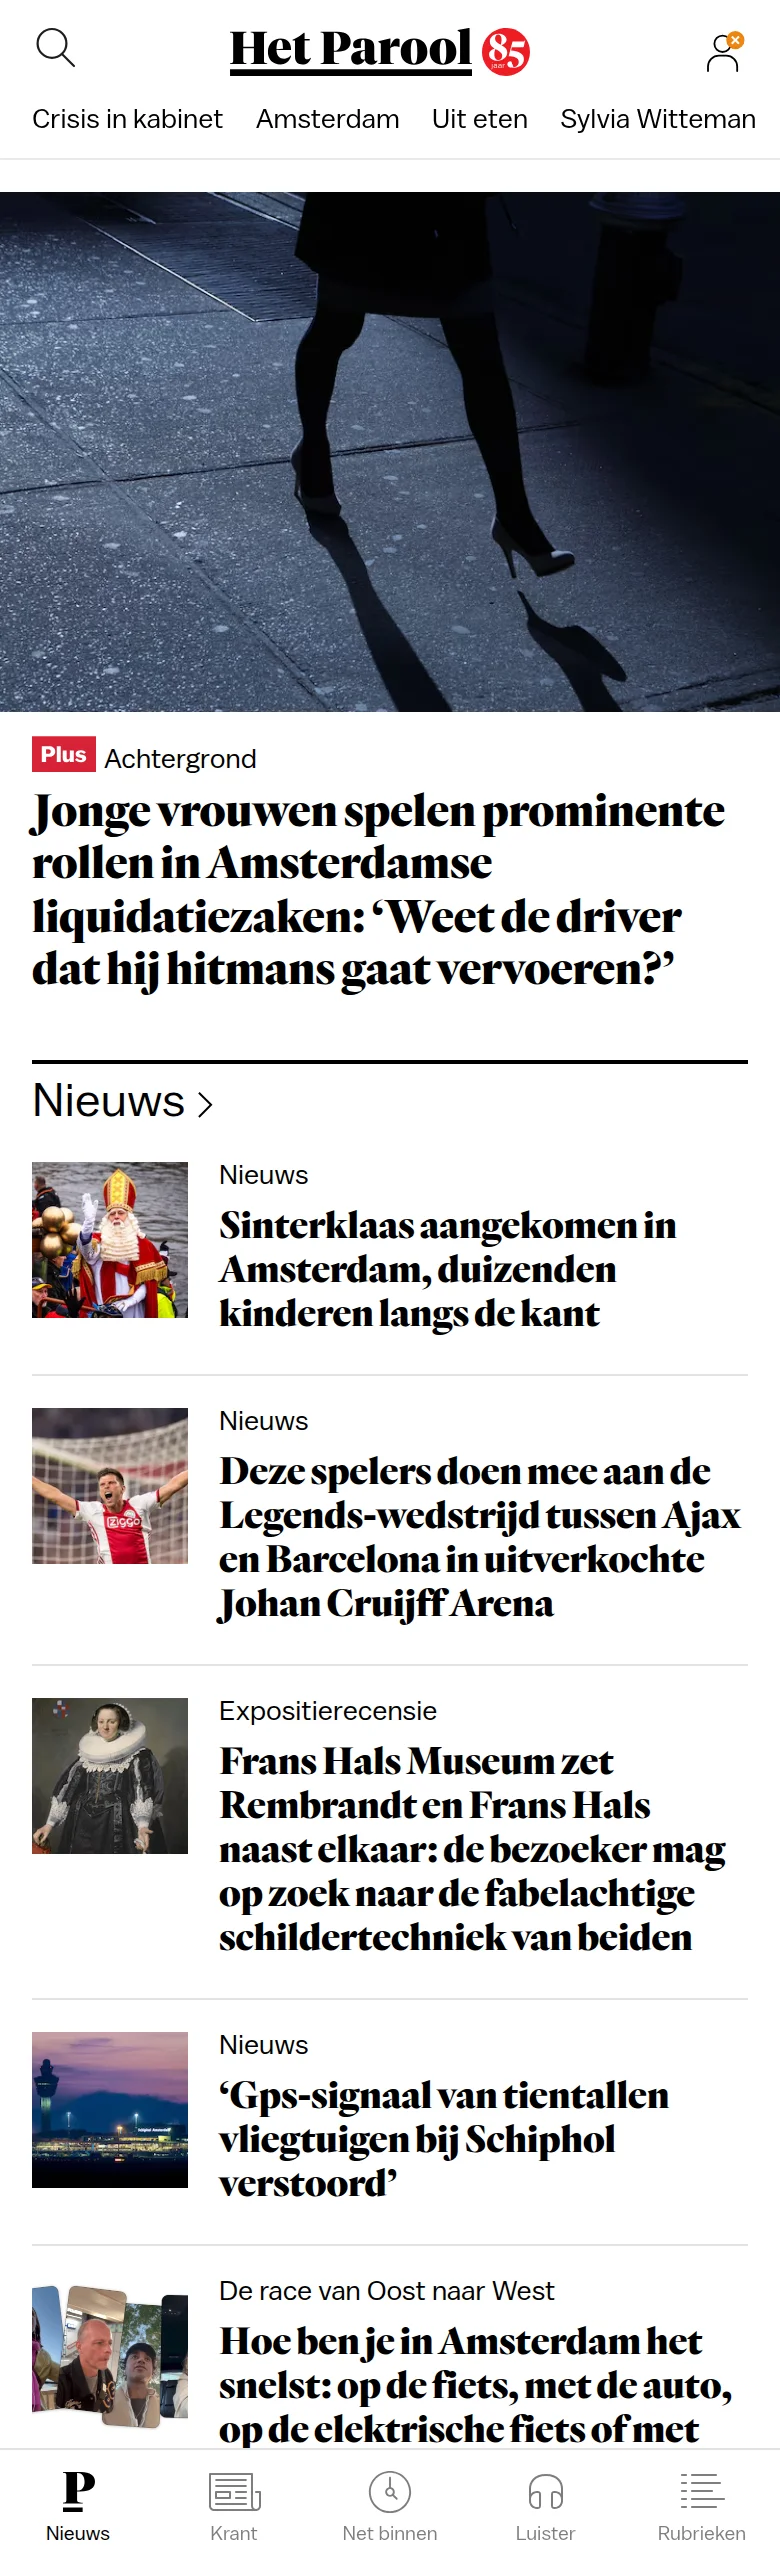 Het Parool 85 jaar
Crisis in kabinet Amsterdam Uit eten Sylvia Witteman
Plus Achtergrond
Jonge vrouwen spelen prominente
rollen in Amsterdamse
liquidatiezaken: ‘Weet de driver
dat hij hitmans gaat vervoeren?’
Nieuws
Nieuws
Sinterklaas aangekomen in
Amsterdam, duizenden
kinderen langs de kant
Nieuws
Deze spelers doen mee aan de
Legends-wedstrijd tussen Ajax
en Barcelona in uitverkochte
Johan Cruijff Arena
Ziggo
Expositierecensie
Frans Hals Museum zet
Rembrandt en Frans Hals
naast elkaar: de bezoeker mag
op zoek naar de fabelachtige
schildertechniek van beiden
Nieuws
‘Gps-signaal van tientallen
vliegtuigen bij Schiphol
verstoord’
De race van Oost naar West
Hoe ben je in Amsterdam het
snelst: op de fiets, met de auto,
op de elektrische fiets of met
P
Nieuws Krant Net binnen Luister Rubrieken